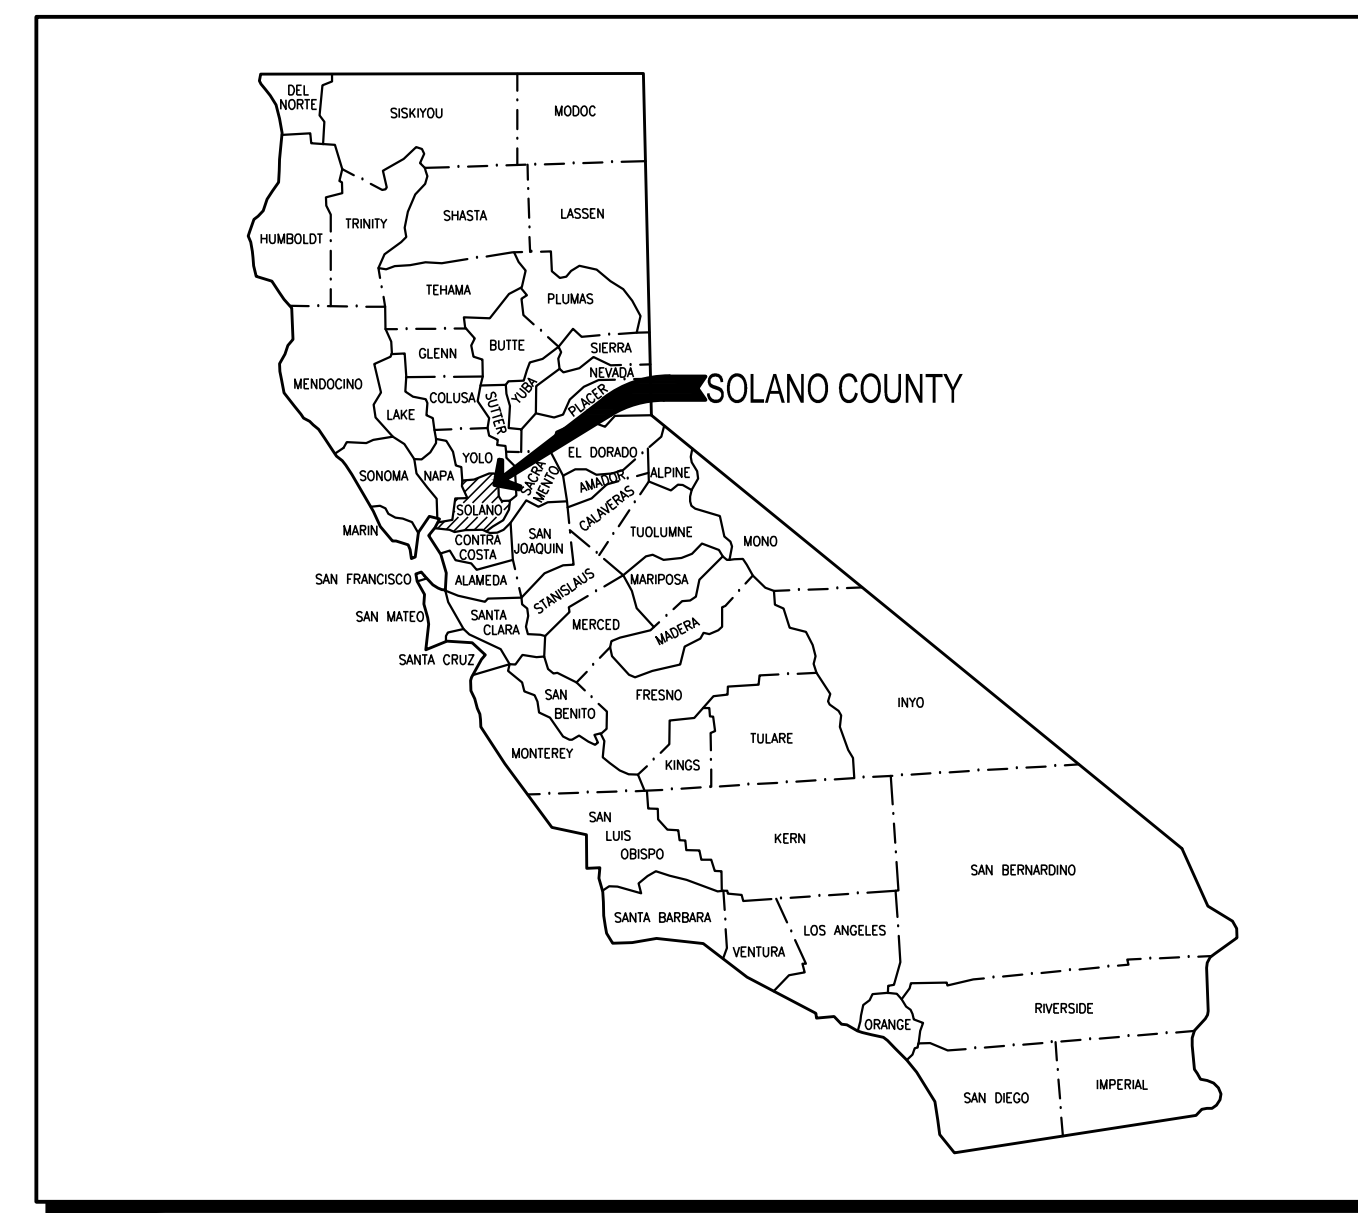 DEL
NORTE
SISKIYOU
MODOC
HUMBOLDT
TRINITY
SHASTA
LASSEN
TEHAMA
PLUMAS
MENDOCINO
GLENN
BUTTE
SIERRA
NEVADA
LAKE
COLUSA
SUTTER
YUBA
PLACER
SOLANO COUNTY
SONOMA
NAPA
YOLO
SACRA
MENTO
EL DORADO
AMADOR
ALPINE
CALAVERAS
SOLANO
MARIN
CONTRA
COSTA
SAN
JOAQUIN
TUOLUMNE
MONO
SAN FRANCISCO
ALAMEDA
STANISLAUS
MARIPOSA
SAN MATEO
SANTA
CLARA
MERCED
MADERA
SANTA CRUZ
SAN
BENITO
FRESNO
INYO
MONTEREY
KINGS
TULARE
SAN
LUIS
OBISPO
KERN
SAN BERNARDINO
SANTA BARBARA
VENTURA
LOS ANGELES
ORANGE
RIVERSIDE
SAN DIEGO
IMPERIAL